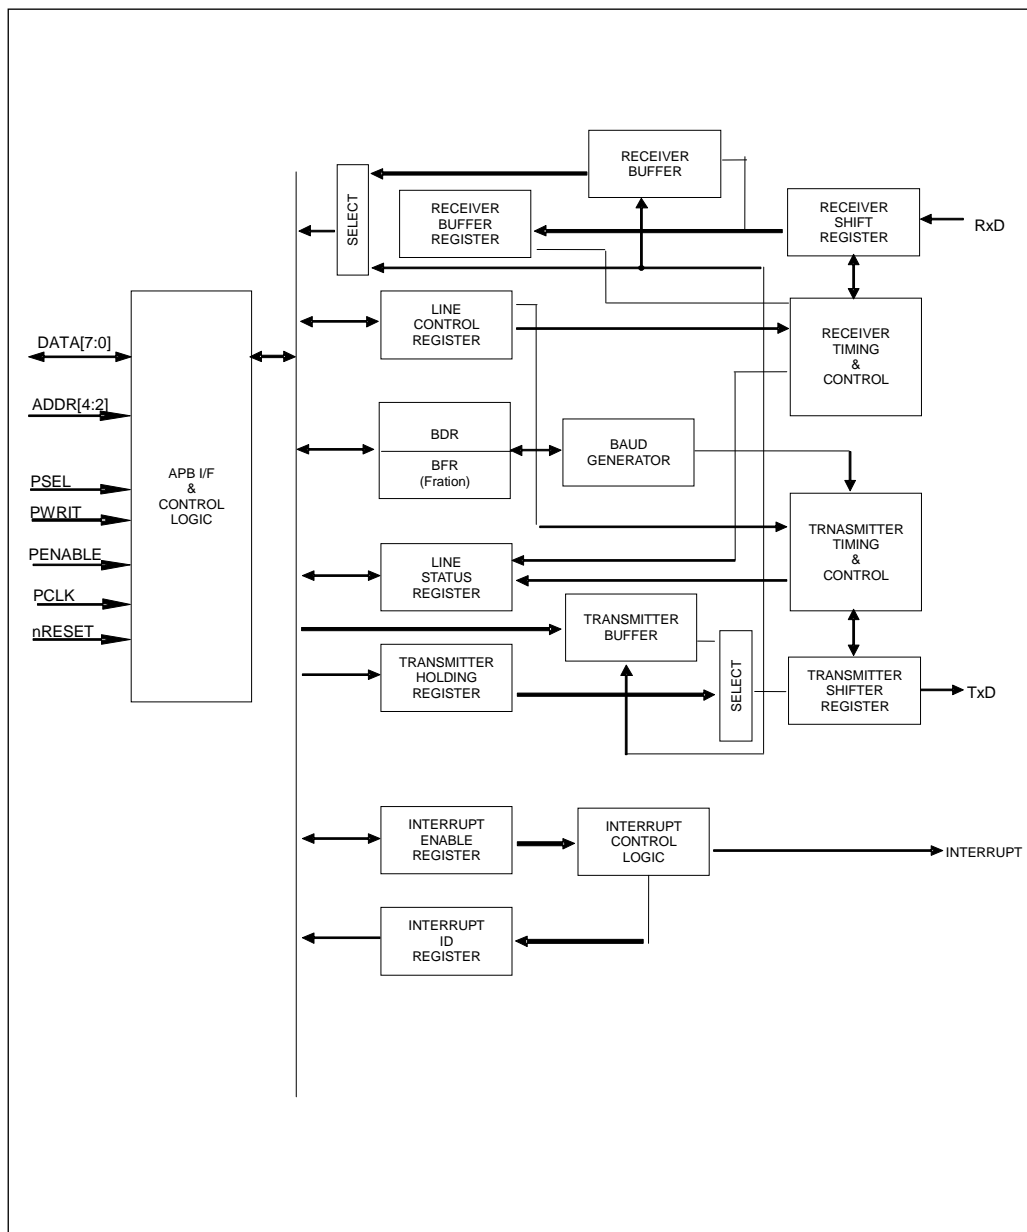 RECEIVER
BUFFER
SELECT
RECEIVER
BUFFER
REGISTER
RECEIVER
SHIFT
REGISTER
RxD
LINE
CONTROL
REGISTER
RECEIVER
TIMING
&
CONTROL
DATA[7:0]
ADDR[4:2]
PSEL
PWRIT
PENABLE
PCLK
nRESET
APB I/F
&
CONTROL
LOGIC
BDR
BFR
(Fration)
BAUD
GENERATOR
TRNASMITTER
TIMING
&
CONTROL
LINE
STATUS
REGISTER
TRANSMITTER
BUFFER
TRANSMITTER
HOLDING
REGISTER
SELECT
TRANSMITTER
SHIFTER
REGISTER
TxD
INTERRUPT
ENABLE
REGISTER
INTERRUPT
CONTROL
LOGIC
INTERRUPT
INTERRUPT
ID
REGISTER